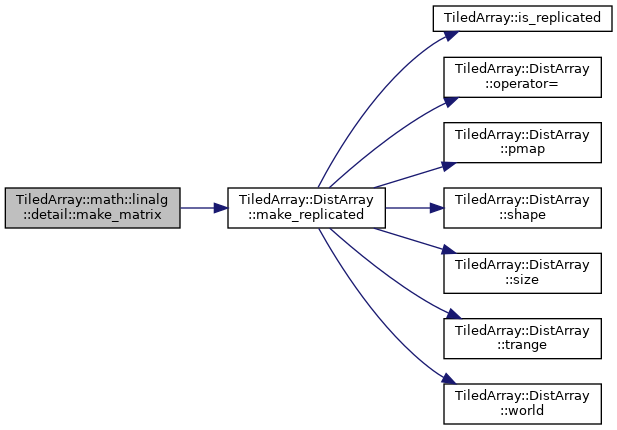 TiledArray::math::linalg
::detail::make_matrix
TiledArray::DistArray
::make_replicated
TiledArray::is_replicated
TiledArray::DistArray
::operator=
TiledArray::DistArray
::pmap
TiledArray::DistArray
::shape
TiledArray::DistArray
::size
TiledArray::DistArray
::trange
TiledArray::DistArray
::world